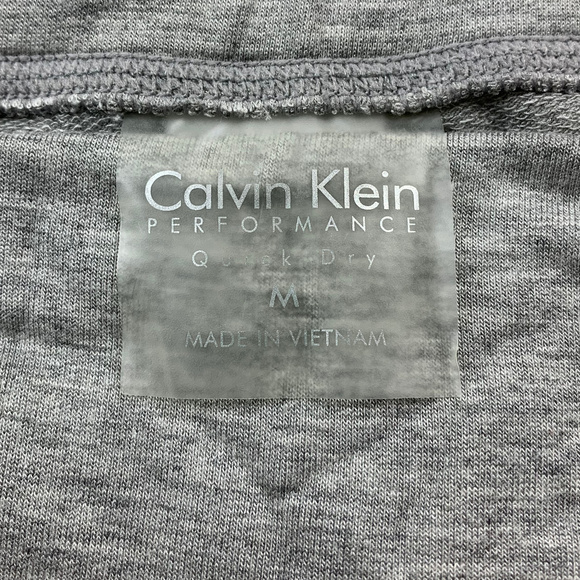 Calvin Klein
PERFORMANCE
Quick Dry
M
MADE IN VIETNAM